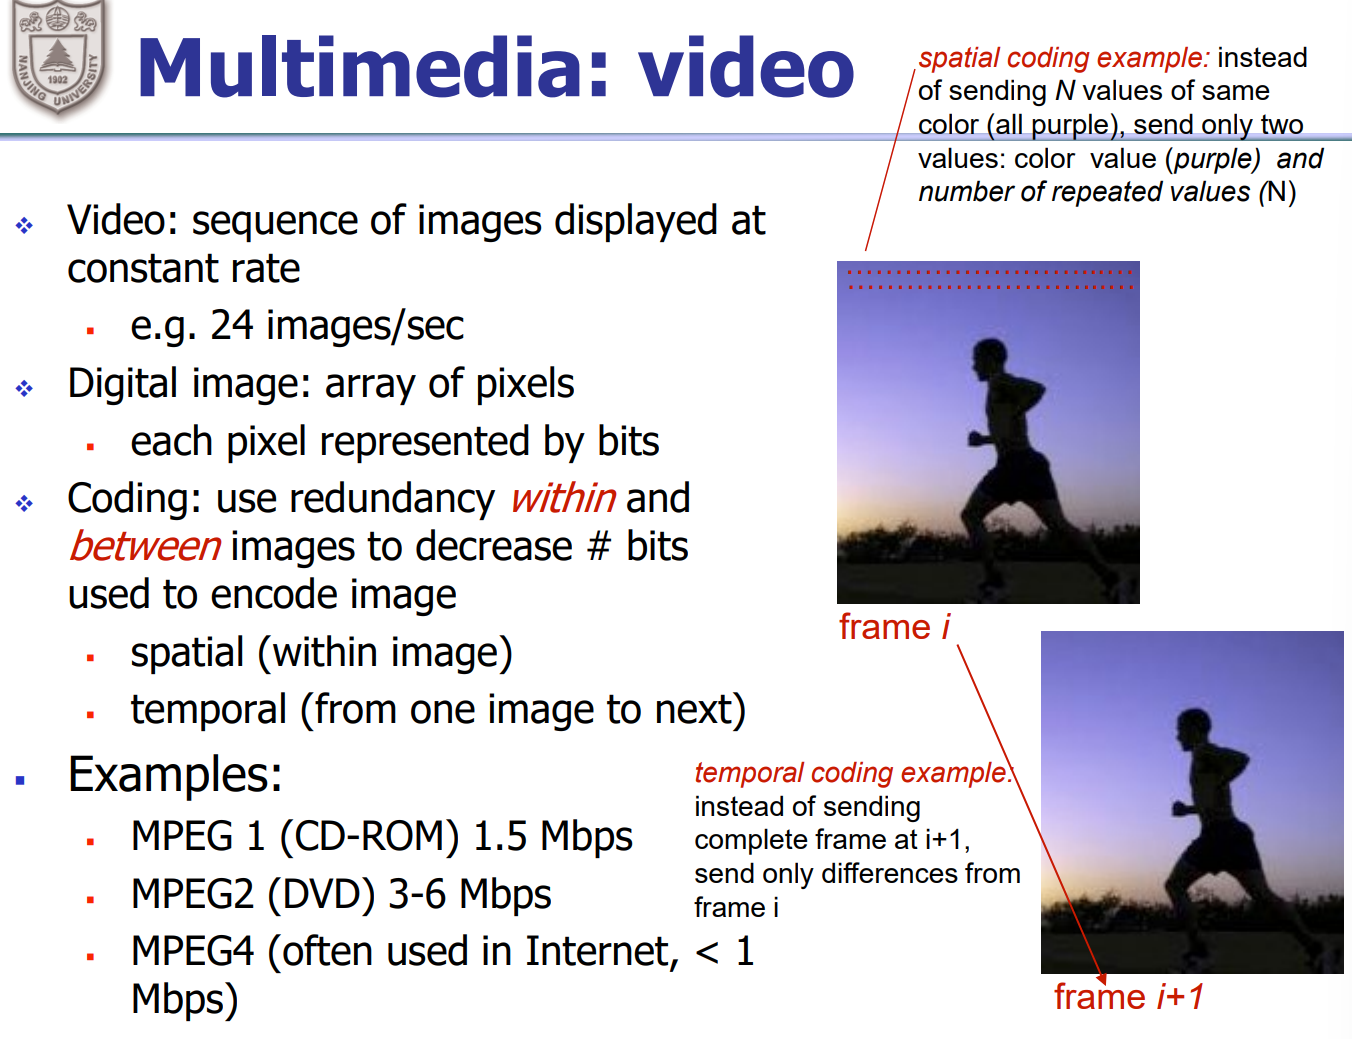 NANJING UNIVERSITY
1902
Multimedia: video
spatial coding example: instead
of sending N values of same
color (all purple), send only two
values: color value (purple) and
number of repeated values (N)
Video: sequence of images displayed at
constant rate
e.g. 24 images/sec
Digital image: array of pixels
each pixel represented by bits
Coding: use redundancy within and
between images to decrease # bits
used to encode image
spatial (within image)
temporal (from one image to next)
Examples:
MPEG 1 (CD-ROM) 1.5 Mbps
MPEG2 (DVD) 3-6 Mbps
MPEG4 (often used in Internet, < 1
Mbps)
frame i
temporal coding example:
instead of sending
complete frame at i+1,
send only differences from
frame i
frame i+1